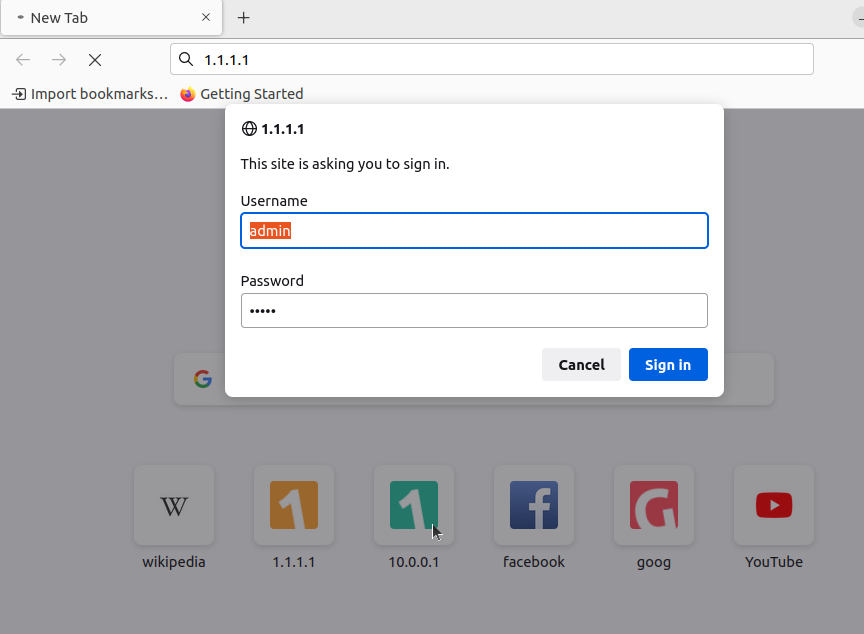 New Tab
1.1.1.1
Import bookmarks…
Getting Started
1.1.1.1
This site is asking you to sign in.
Username
admin
Password
•••••
Cancel
Sign in
G
W
1
1
f
G
wikipedia
1.1.1.1
10.0.0.1
facebook
goog
YouTube